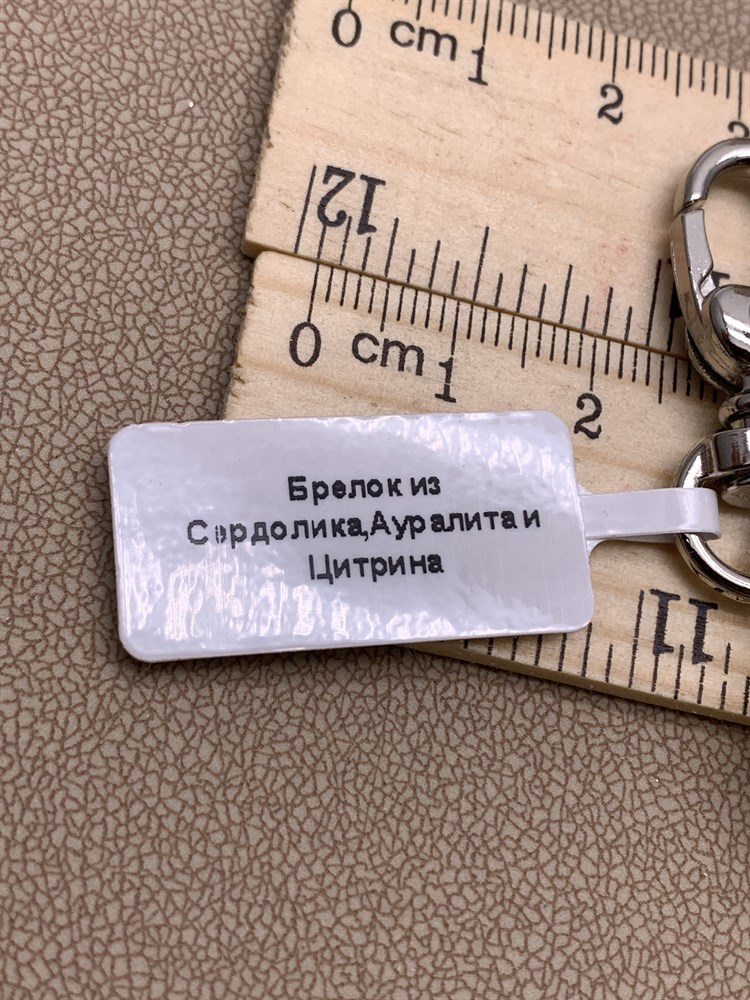 0 cm 1 2
12
0 cm 1 2
Брелок из
Сердолика,Ауралита и
Цитрина
11